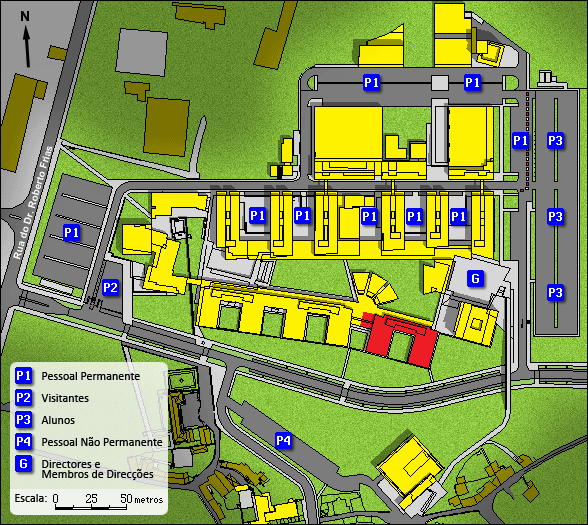 N
P1
P1
P1
P3
Rua do Dr. Roberto Frias
P1
P1
P1
P1
P1
P1
P3
P2
G
P3
P1 Pessoal Permanente
P2 Visitantes
P3 Alunos
P4 Pessoal Não Permanente
G Directores e
Membros de Direcções
P4
Escala: 0 25 50 metros